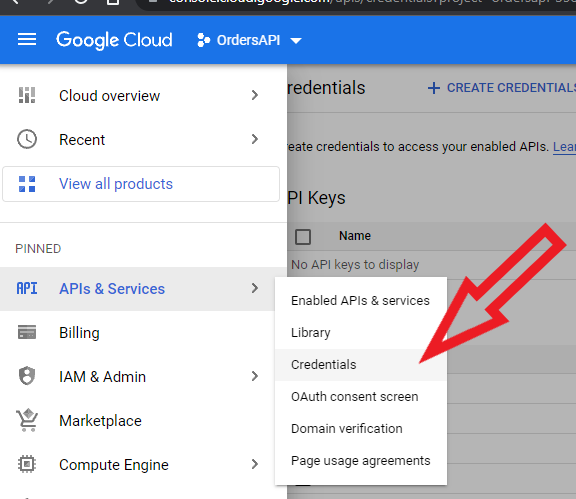 console.cloud.google.com/apis/credentials?project=ordersapi
Google Cloud OrdersAPI
Cloud overview
redentials
CREATE CREDENTIALS
Recent
reate credentials to access your enabled APIs. Lear
View all products
PI Keys
PINNED
Name
No API keys to display
API APIs & Services
Enabled APIs & services
Library
Credentials
OAuth consent screen
Domain verification
Page usage agreements
Billing
IAM & Admin
Marketplace
Compute Engine